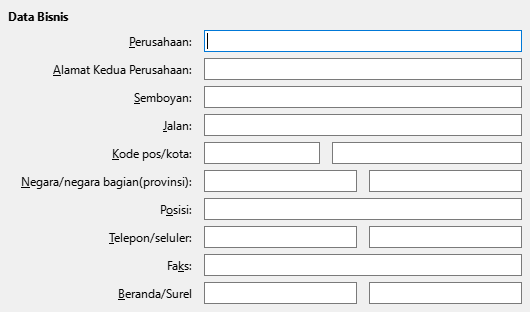 Data Bisnis
Perusahaan:
Alamat Kedua Perusahaan:
Semboyan:
Jalan:
Kode pos/kota:
Negara/negara bagian(provinsi):
Posisi:
Telepon/seluler:
Faks:
Beranda/Surel